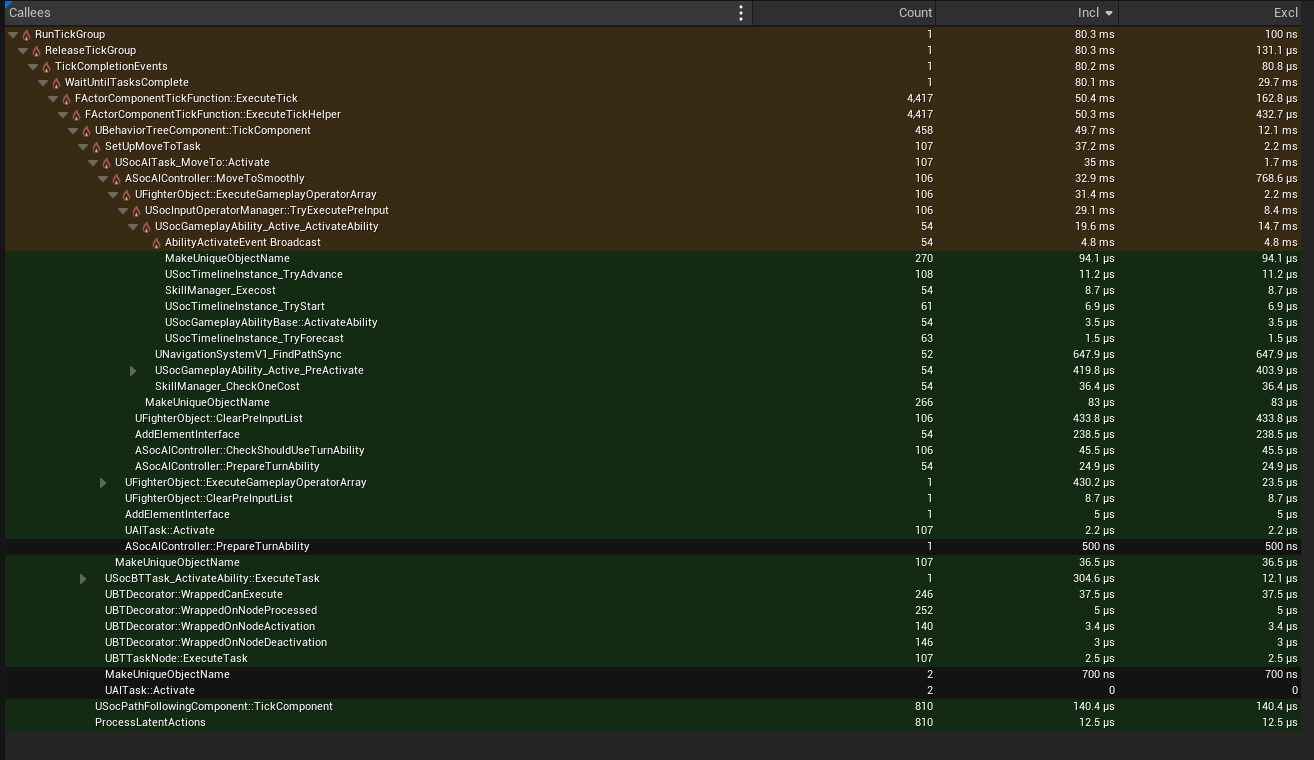 Callees Count Incl Excl
RunTickGroup 1 80.3 ms 100 ns
ReleaseTickGroup 1 80.3 ms 131.1 µs
TickCompletionEvents 1 80.2 ms 80.8 µs
WaitUntilTasksComplete 1 80.1 ms 29.7 ms
FActorComponentTickFunction::ExecuteTick 4,417 50.4 ms 162.8 µs
FActorComponentTickFunction::ExecuteTickHelper 4,417 50.3 ms 432.7 µs
UBehaviorTreeComponent::TickComponent 458 49.7 ms 12.1 ms
SetUpMoveToTask 107 37.2 ms 2.2 ms
USocAITask_MoveTo::Activate 107 35 ms 1.7 ms
ASocAIController::MoveToSmoothly 106 32.9 ms 768.6 µs
UFighterObject::ExecuteGameplayOperatorArray 106 31.4 ms 2.2 ms
USocInputOperatorManager::TryExecutePreInput 106 29.1 ms 8.4 ms
USocGameplayAbility_Active_ActivateAbility 54 19.6 ms 14.7 ms
AbilityActivateEvent Broadcast 54 4.8 ms 4.8 ms
MakeUniqueObjectName 270 94.1 µs 94.1 µs
USocTimelineInstance_TryAdvance 108 11.2 µs 11.2 µs
SkillManager_Execost 54 8.7 µs 8.7 µs
USocTimelineInstance_TryStart 61 6.9 µs 6.9 µs
USocGameplayAbilityBase::ActivateAbility 54 3.5 µs 3.5 µs
USocTimelineInstance_TryForecast 63 1.5 µs 1.5 µs
UNavigationSystemV1_FindPathSync 52 647.9 µs 647.9 µs
USocGameplayAbility_Active_PreActivate 54 419.8 µs 403.9 µs
SkillManager_CheckOneCost 54 36.4 µs 36.4 µs
MakeUniqueObjectName 266 83 µs 83 µs
UFighterObject::ClearPreInputList 106 433.8 µs 433.8 µs
AddElementInterface 54 238.5 µs 238.5 µs
ASocAIController::CheckShouldUseTurnAbility 106 45.5 µs 45.5 µs
ASocAIController::PrepareTurnAbility 54 24.9 µs 24.9 µs
UFighterObject::ExecuteGameplayOperatorArray 1 430.2 µs 23.5 µs
UFighterObject::ClearPreInputList 1 8.7 µs 8.7 µs
AddElementInterface 1 5 µs 5 µs
UAITask::Activate 107 2.2 µs 2.2 µs
ASocAIController::PrepareTurnAbility 1 500 ns 500 ns
MakeUniqueObjectName 107 36.5 µs 36.5 µs
USocBTTask_ActivateAbility::ExecuteTask 1 304.6 µs 12.1 µs
UBTDecorator::WrappedCanExecute 246 37.5 µs 37.5 µs
UBTDecorator::WrappedOnNodeProcessed 252 5 µs 5 µs
UBTDecorator::WrappedOnNodeActivation 140 3.4 µs 3.4 µs
UBTDecorator::WrappedOnNodeDeactivation 146 3 µs 3 µs
UBTTaskNode::ExecuteTask 107 2.5 µs 2.5 µs
MakeUniqueObjectName 2 700 ns 700 ns
UAITask::Activate 2 0 0
USocPathFollowingComponent::TickComponent 810 140.4 µs 140.4 µs
ProcessLatentActions 810 12.5 µs 12.5 µs